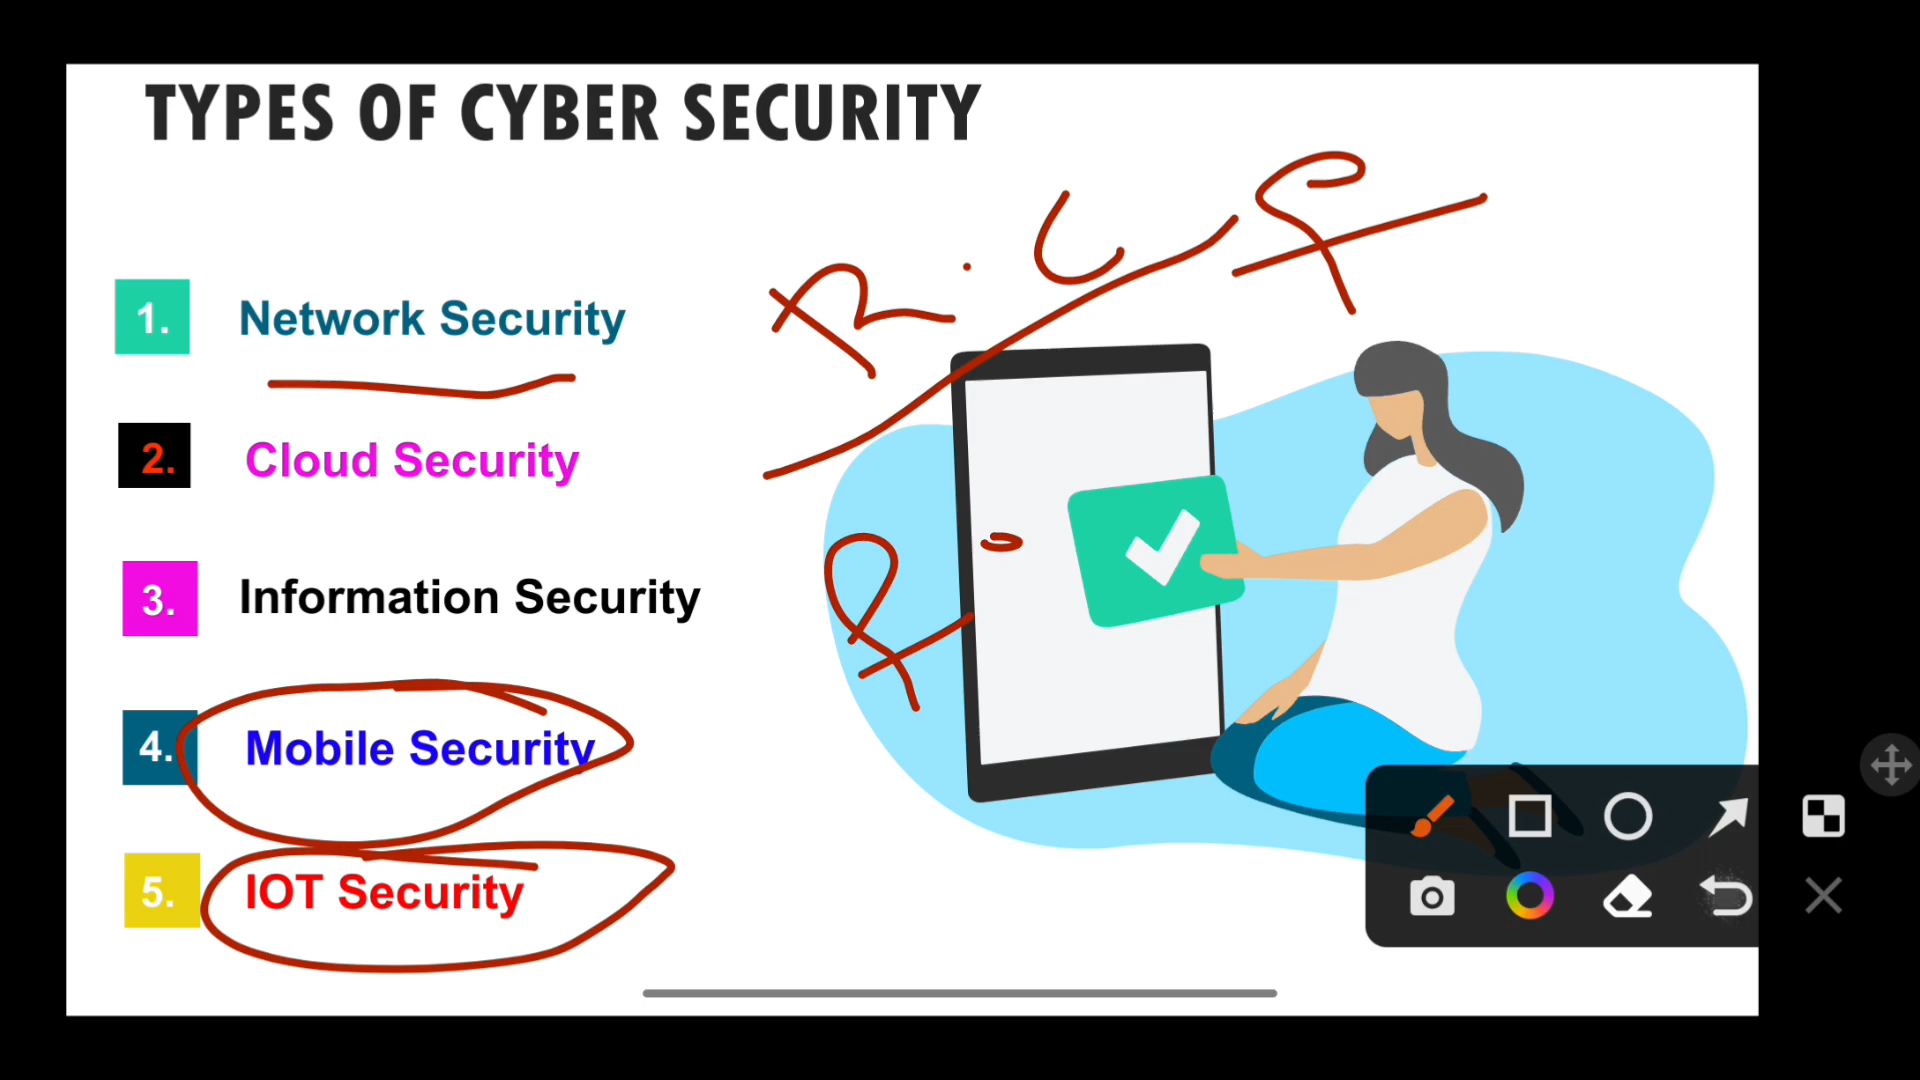 TYPES OF CYBER SECURITY
1. Network Security
2. Cloud Security
3. Information Security
4. Mobile Security
5. IOT Security